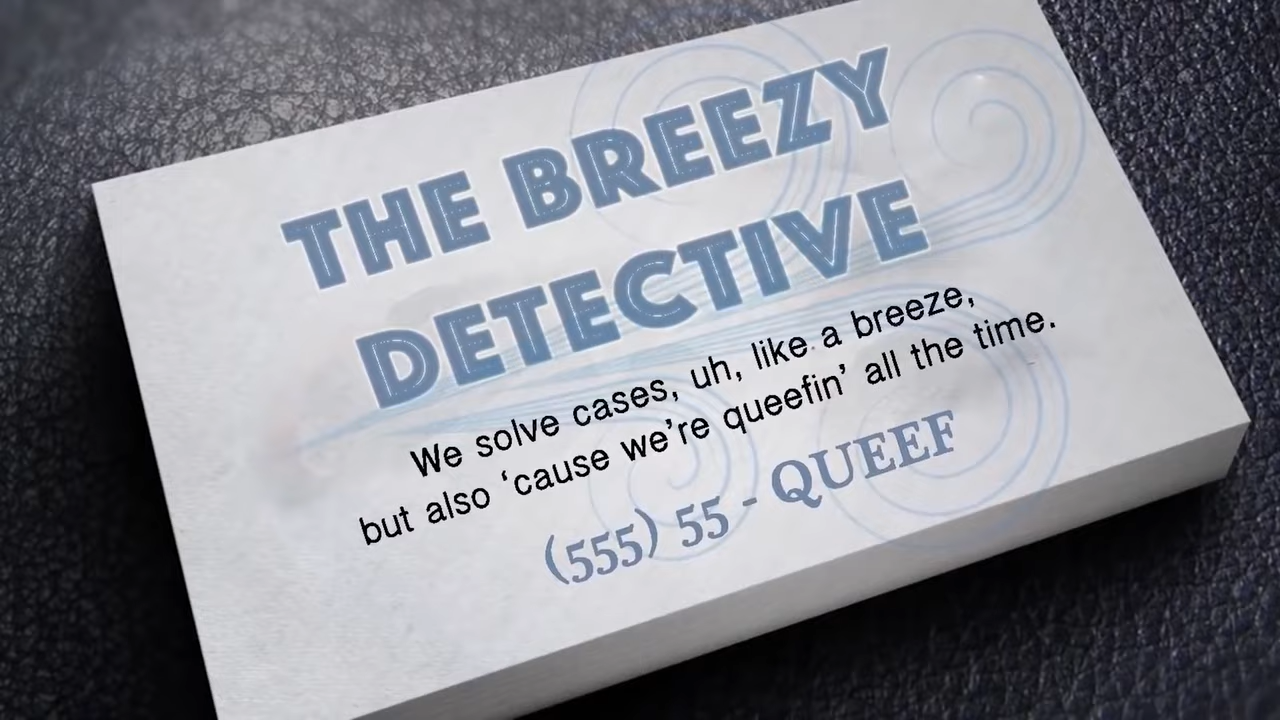 THE BREEZY
DETECTIVE
We solve cases, uh, like a breeze,
but also ‘cause we’re queefin’ all the time.
(555) 55 - QUEEF